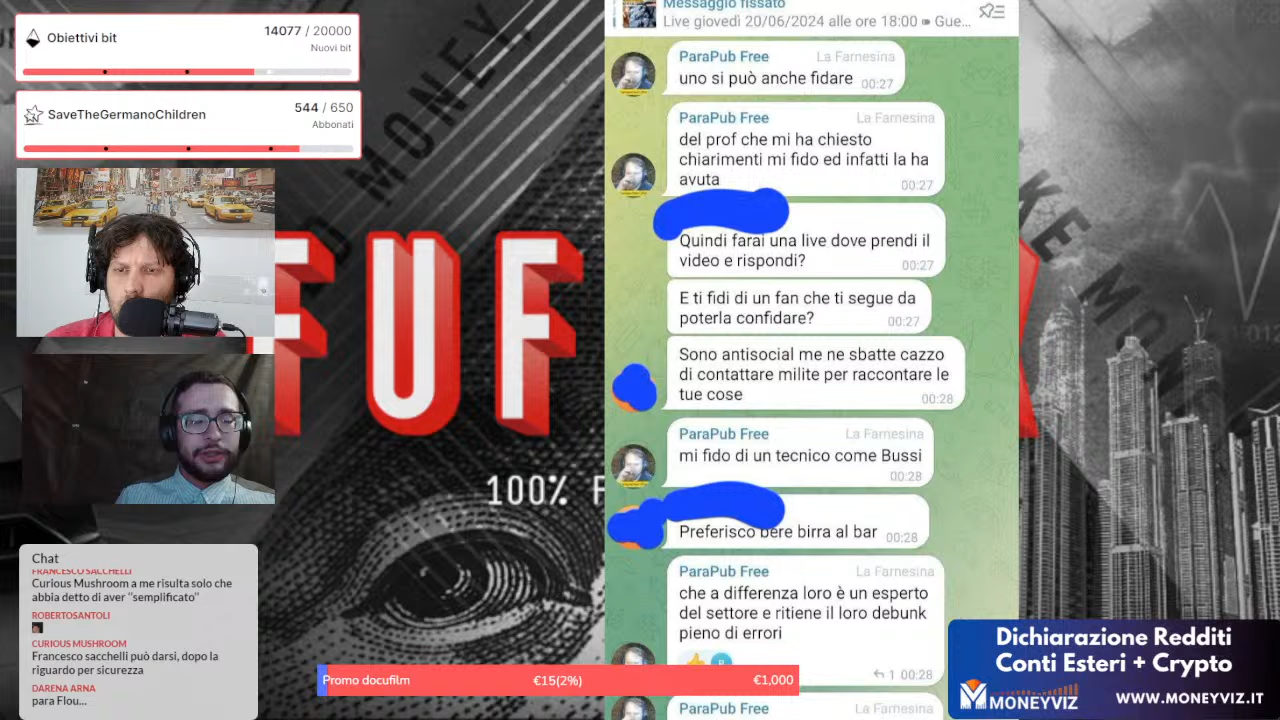 Obiettivi bit
14077 / 20000
Nuovi bit
SaveTheGermanoChildren
544 / 650
Abbonati
MONEY
FUF
100%
Chat
FRANCESCO SACCHELLI
Curious Mushroom a me risulta solo che
abbia detto di aver "semplificato"
ROBERTOSANTOLI
CURIOUS MUSHROOM
Francesco sacchelli può darsi, dopo la
riguardo per sicurezza
DARENA ARNA
para Flou...
Promo docufilm
€15(2%)
€1,000
Messaggio fissato
Live giovedì 20/06/2024 alle ore 18:00 Gue...
ParaPub Free La Farnesina
uno si può anche fidare 00:27
ParaPub Free La Farnesina
del prof che mi ha chiesto
chiarimenti mi fido ed infatti la ha
avuta 00:27
Quindi farai una live dove prendi il
video e rispondi? 00:27
E ti fidi di un fan che ti segue da
poterla confidare? 00:27
Sono antisocial me ne sbatte cazzo
di contattare milite per raccontare le
tue cose 00:28
ParaPub Free La Farnesina
mi fido di un tecnico come Bussi
00:28
Preferisco bere birra al bar 00:28
ParaPub Free La Farnesina
che a differenza loro è un esperto
del settore e ritiene il loro debunk
pieno di errori
1 00:28
ParaPub Free La Farnesina
Dichiarazione Redditi
Conti Esteri + Crypto
MONEYVIZ
WWW.MONEYVIZ.IT